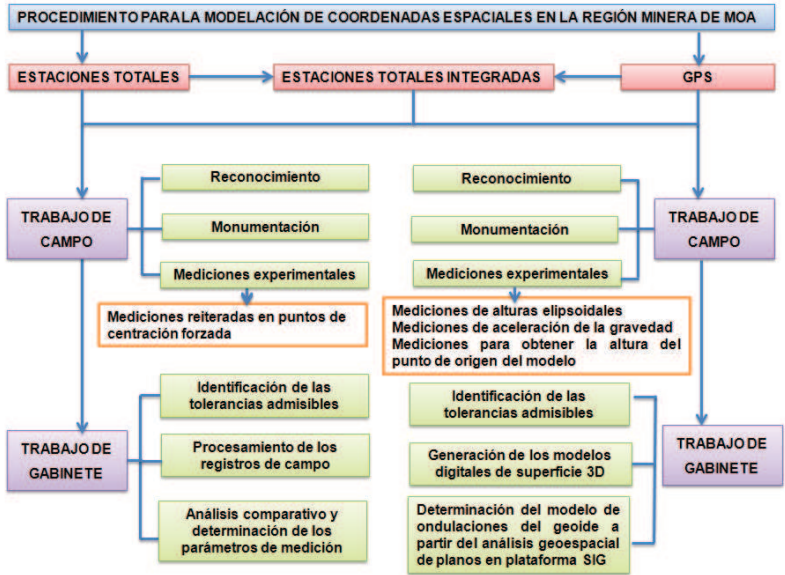 PROCEDIMIENTO PARA LA MODELACIÓN DE COORDENADAS ESPACIALES EN LA REGIÓN MINERA DE MOA
ESTACIONES TOTALES
ESTACIONES TOTALES INTEGRADAS
GPS
TRABAJO DE
CAMPO
Reconocimiento
Monumentación
Mediciones experimentales
Mediciones reiteradas en puntos de
centración forzada
Reconocimiento
Monumentación
Mediciones experimentales
TRABAJO DE
CAMPO
Mediciones de alturas elipsoidales
Mediciones de aceleración de la gravedad
Mediciones para obtener la altura del
punto de origen del modelo
TRABAJO DE
GABINETE
Identificación de las
tolerancias admisibles
Procesamiento de los
registros de campo
Análisis comparativo y
determinación de los
parámetros de medición
Identificación de las
tolerancias admisibles
Generación de los modelos
digitales de superficie 3D
Determinación del modelo de
ondulaciones del geoide a
partir del análisis geoespacial
de planos en plataforma SIG
TRABAJO DE
GABINETE